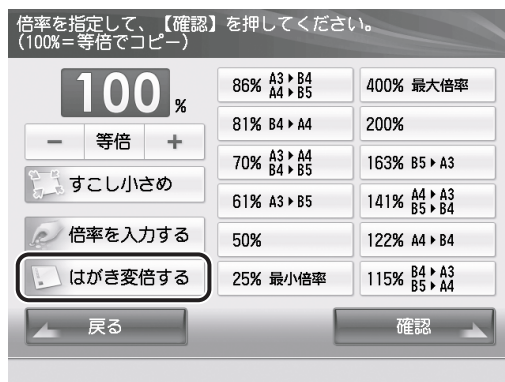 倍率を指定して、【確認】を押してください。
(100%=等倍でコピー)
100 %
− 等倍 +
すこし小さめ
倍率を入力する
はがき変倍する
86% A3▶B4
A4▶B5
81% B4▶A4
70% A3▶A4
B4▶B5
61% A3▶B5
50%
25% 最小倍率
400% 最大倍率
200%
163% B5▶A3
141% A4▶A3
B5▶B4
122% A4▶B4
115% B4▶A3
B5▶A4
戻る
確認